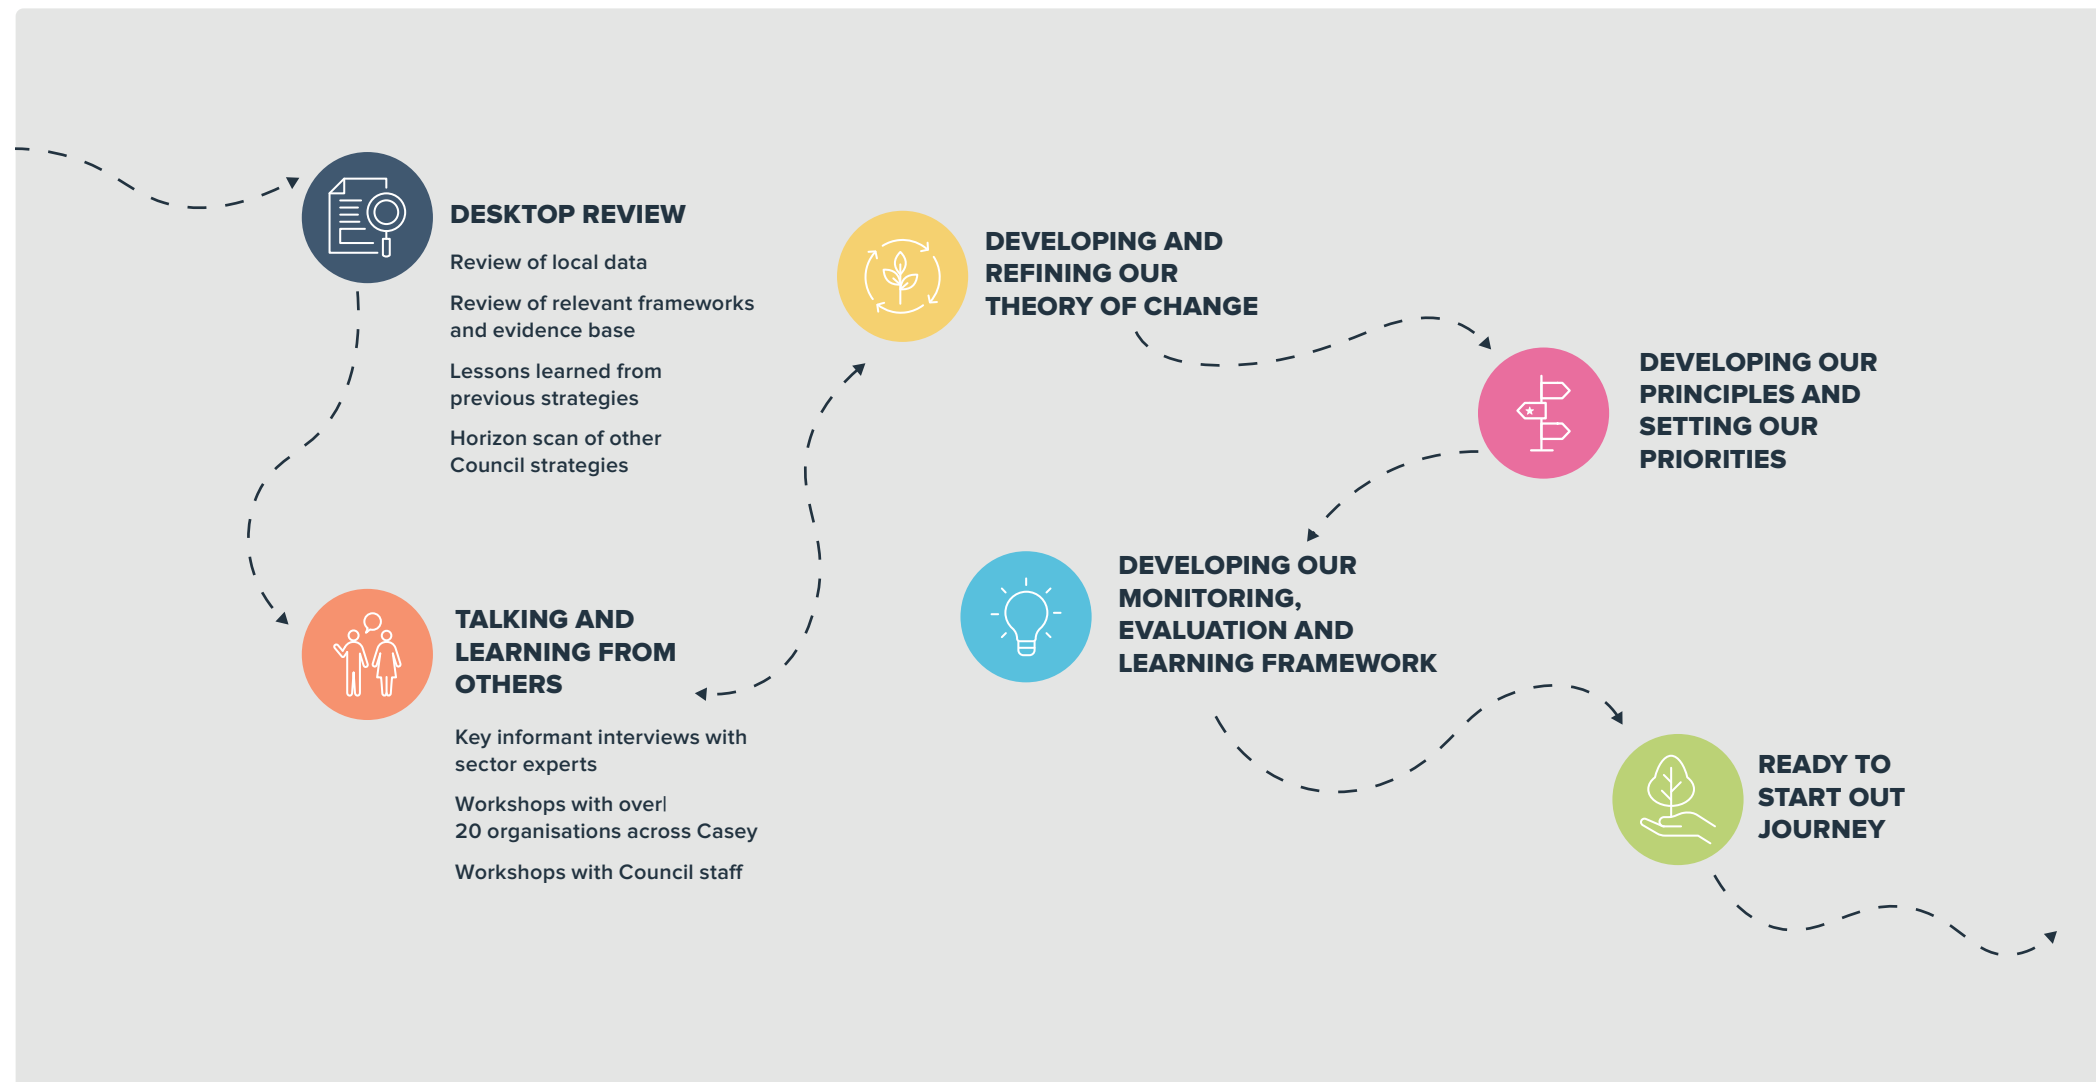 DESKTOP REVIEW
Review of local data
Review of relevant frameworks
and evidence base
Lessons learned from
previous strategies
Horizon scan of other
Council strategies
TALKING AND
LEARNING FROM
OTHERS
Key informant interviews with
sector experts
Workshops with over
20 organisations across Casey
Workshops with Council staff
DEVELOPING AND
REFINING OUR
THEORY OF CHANGE
DEVELOPING OUR
PRINCIPLES AND
SETTING OUR
PRIORITIES
DEVELOPING OUR
MONITORING,
EVALUATION AND
LEARNING FRAMEWORK
READY TO
START OUT
JOURNEY